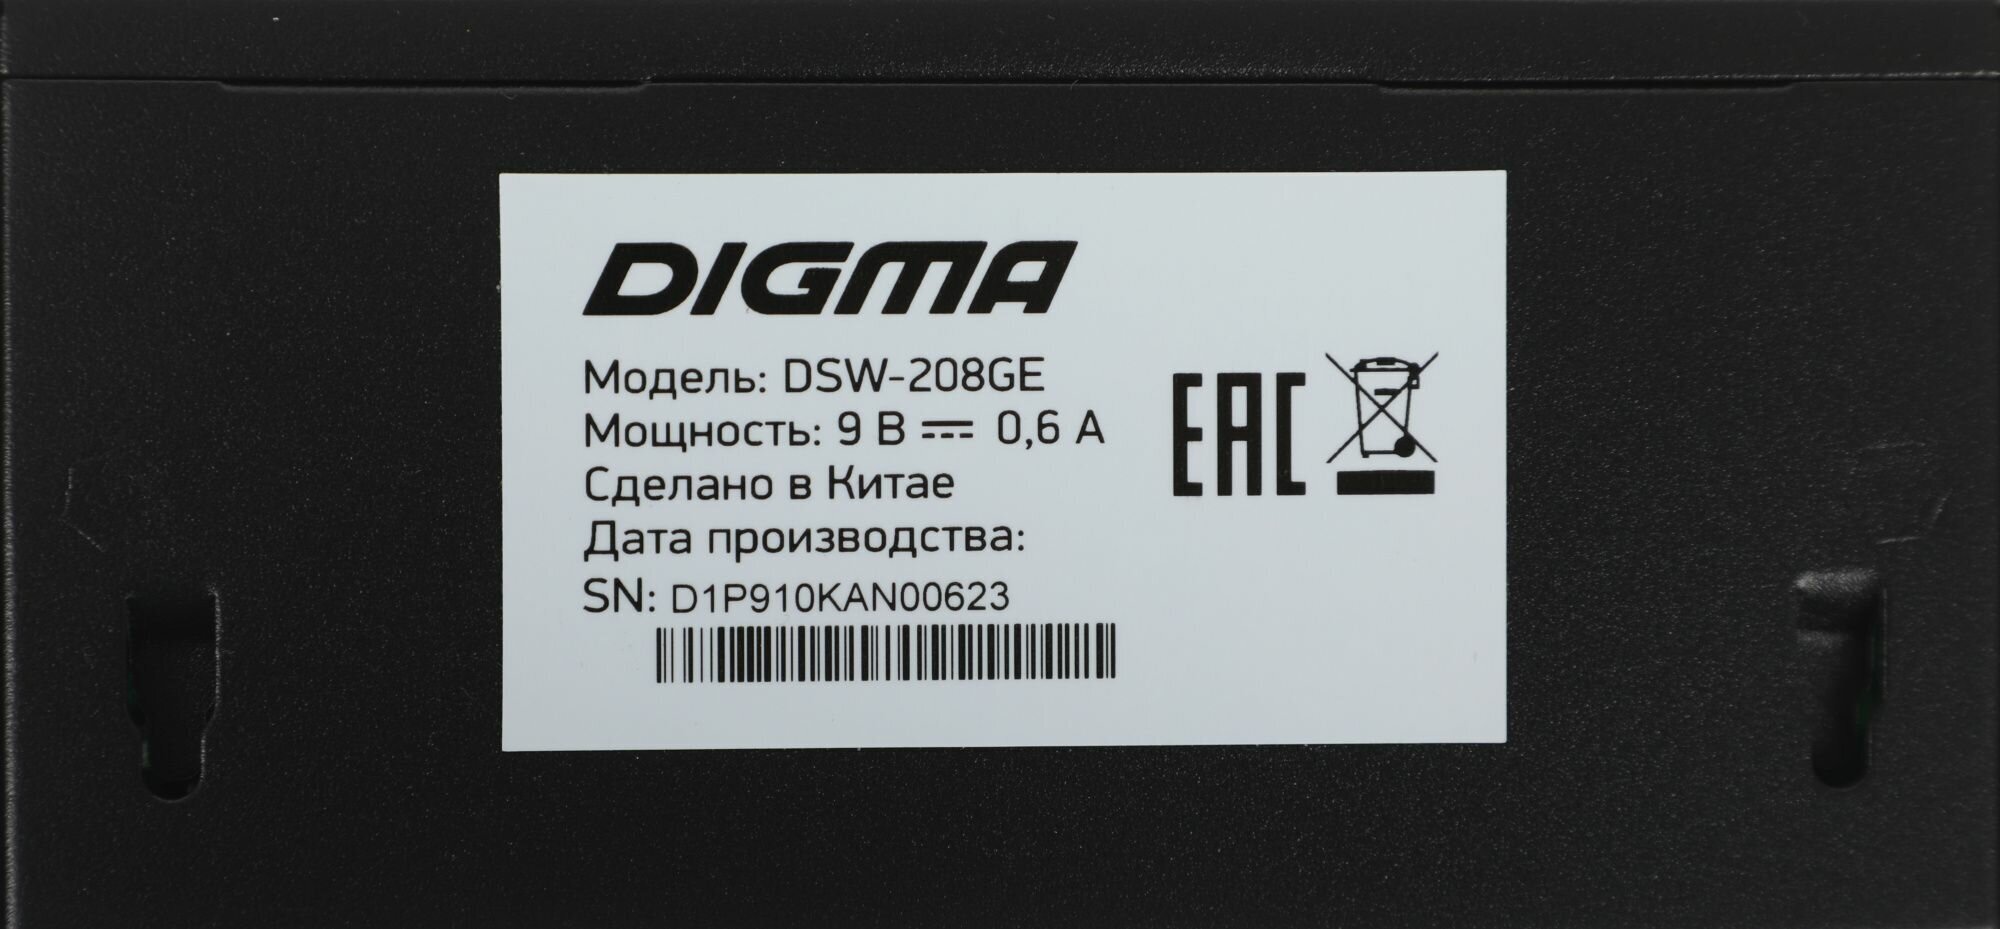 DIGMA
Модель: DSW-208GE
Мощность: 9 В ⎓ 0,6 А
Сделано в Китае
Дата производства:
SN: D1P910KAN00623
EAC